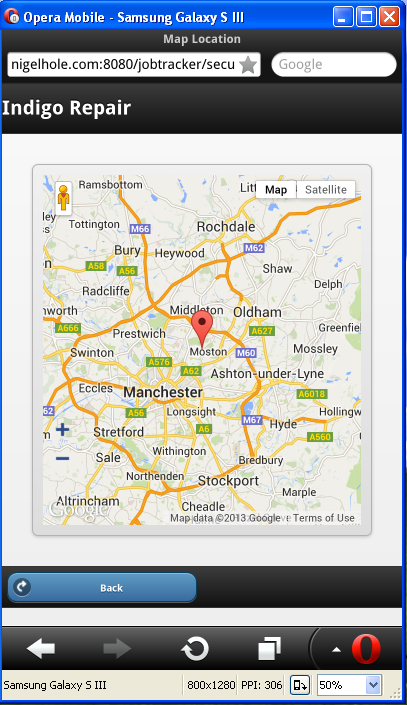 Opera Mobile - Samsung Galaxy S III
Map Location
nigelhole.com:8080/jobtracker/secu
Google
Indigo Repair
Ramsbottom
Map
Satellite
Tottington
M66
Rochdale
Bury
Heywood
M62
A58
A56
Shaw
Radcliffe
Delph
Middleton
Oldham
A666
Prestwich
A627
Greenfie
Moston
M60
Mossley
Swinton
A576
A62
Ashton-under-Lyne
Eccles
Manchester
A6018
A56
Longsight
M67
Hollingw
A6
Hyde
Stretford
A560
Sale
Withington
Bredbury
Northenden
Stockport
Marple
Altrincham
Cheadle
Google
Map data ©2013 Google - Terms of Use
Back
Samsung Galaxy S III
800x1280
PPI: 306
50%